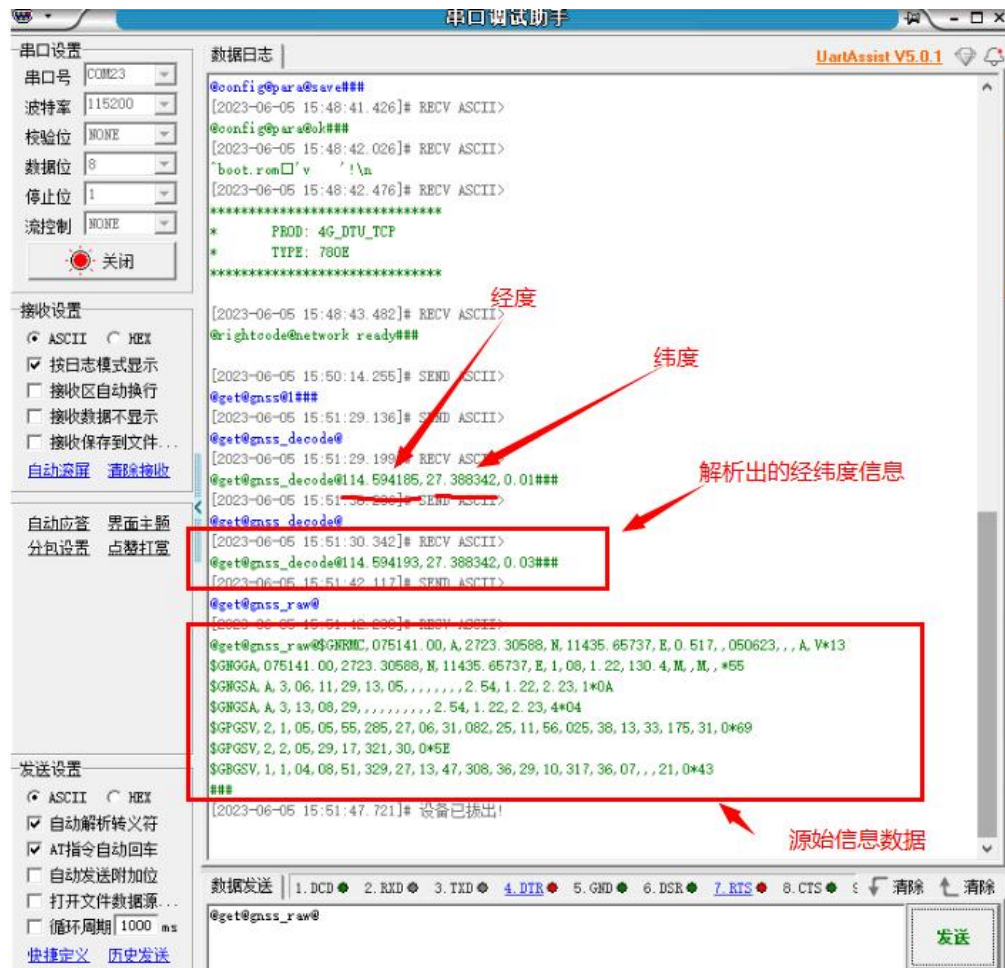 串口调试助手
串口设置
串口号 COM23
波特率 115200
校验位 NONE
数据位 8
停止位 1
流控制 NONE
关闭
接收设置
ASCII HEX
按日志模式显示
接收区自动换行
接收数据不显示
接收保存到文件...
自动滚屏 清除接收
自动应答 界面主题
分包设置 点赞打赏
发送设置
ASCII HEX
自动解析转义符
AT指令自动回车
自动发送附加位
打开文件数据源...
循环周期 1000 ms
快捷定义 历史发送
数据日志
UartAssist V5.0.1
@config@para@save###
[2023-06-05 15:48:41.426]# RECV ASCII>
@config@para@ok###
[2023-06-05 15:48:42.026]# RECV ASCII>
^boot.rom□'v '!\n
[2023-06-05 15:48:42.476]# RECV ASCII>
******************************
* PROD: 4G_DTU_TCP
* TYPE: 780E
******************************
经度
[2023-06-05 15:48:43.482]# RECV ASCII>
@rightcode@network ready###
纬度
[2023-06-05 15:50:14.255]# SEND ASCII>
@get@gnss@1###
[2023-06-05 15:51:29.136]# SEND ASCII>
@get@gnss_decode@
[2023-06-05 15:51:29.199]# RECV ASCII>
@get@gnss_decode@114.594185,27.388342,0.01###
解析出的经纬度信息
@get@gnss_decode@
[2023-06-05 15:51:30.342]# RECV ASCII>
@get@gnss_decode@114.594193,27.388342,0.03###
[2023-06-05 15:51:42.117]# SEND ASCII>
@get@gnss_raw@
@get@gnss_raw@$GNRMC,075141.00,A,2723.30588,N,11435.65737,E,0.517,,050623,,,A,V*13
$GNGGA,075141.00,2723.30588,N,11435.65737,E,1,08,1.22,130.4,M,,M,,*55
$GNGSA,A,3,06,11,29,13,05,,,,,,,,2.54,1.22,2.23,1*0A
$GNGSA,A,3,13,08,29,,,,,,,,,,2.54,1.22,2.23,4*04
$GPGSV,2,1,05,05,55,285,27,06,31,082,25,11,56,025,38,13,33,175,31,0*69
$GPGSV,2,2,05,29,17,321,30,0*5E
$GBGSV,1,1,04,08,51,329,27,13,47,308,36,29,10,317,36,07,,,21,0*43
###
[2023-06-05 15:51:47.721]# 设备已拔出!
源始信息数据
数据发送 1.DCD 2.RXD 3.TXD 4.DTR 5.GND 6.DSR 7.RTS 8.CTS 清除 清除
@get@gnss_raw@
发送